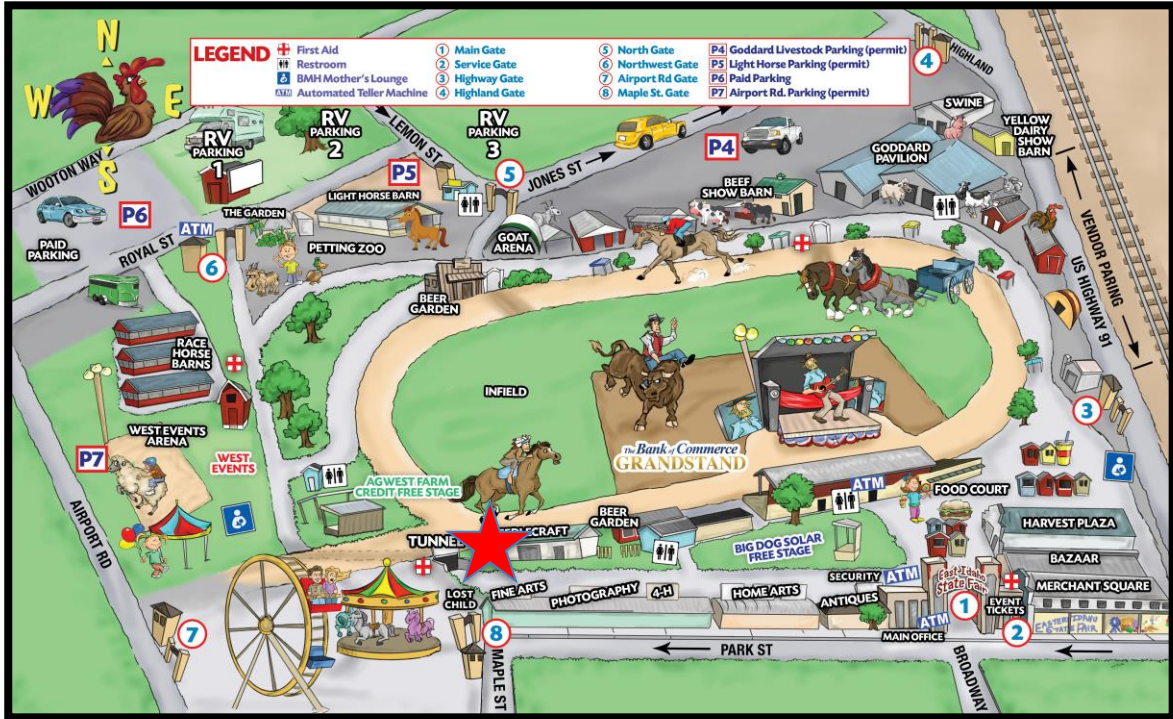 N
W
E
S
LEGEND
First Aid
Restroom
BMH Mother's Lounge
ATM Automated Teller Machine
1 Main Gate
2 Service Gate
3 Highway Gate
4 Highland Gate
5 North Gate
6 Northwest Gate
7 Airport Rd Gate
8 Maple St. Gate
P4 Goddard Livestock Parking (permit)
P5 Light Horse Parking (permit)
P6 Paid Parking
P7 Airport Rd. Parking (permit)
4
HIGHLAND
WOOTON WAY
RV
PARKING
1
RV
PARKING
2
LEMON ST
RV
PARKING
3
JONES ST
P4
SWINE
YELLOW
DAIRY
SHOW
BARN
GODDARD
PAVILION
P5
5
LIGHT HORSE BARN
BEEF
SHOW BARN
P6
PAID
PARKING
ROYAL ST
ATM
6
THE GARDEN
PETTING ZOO
GOAT
ARENA
BEER
GARDEN
VENDOR PARING
US HIGHWAY 91
RACE
HORSE
BARNS
INFIELD
3
WEST EVENTS
ARENA
P7
WEST
EVENTS
AGWEST FARM
CREDIT FREE STAGE
The Bank of Commerce
GRANDSTAND
ATM
FOOD COURT
HARVEST PLAZA
BAZAAR
MERCHANT SQUARE
AIRPORT RD
TUNNEL
BEER
GARDEN
BIG DOG SOLAR
FREE STAGE
LOST
CHILD
FINE ARTS
PHOTOGRAPHY
4-H
HOME ARTS
ANTIQUES
SECURITY
ATM
East Idaho
State Fair
1
EVENT
TICKETS
2
ATM
MAIN OFFICE
EASTERN IDAHO
STATE FAIR
7
8
MAPLE ST
PARK ST
BROADWAY